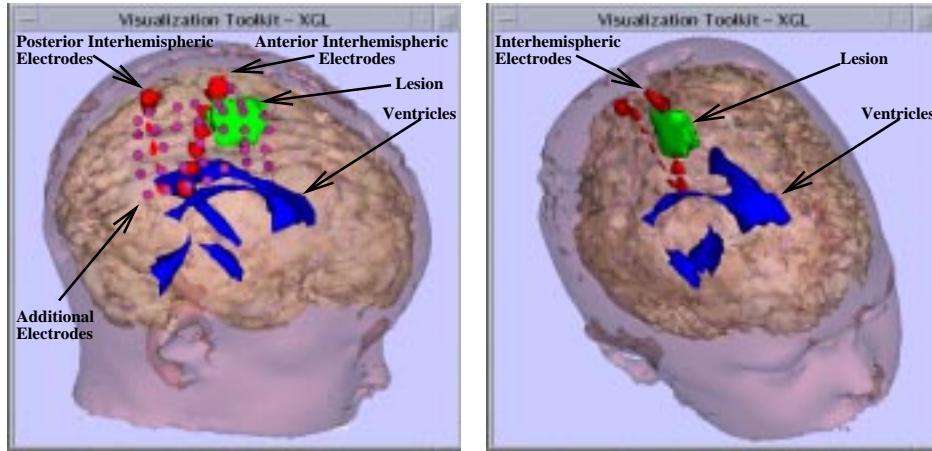 Visualization Toolkit – XGL
Posterior Interhemispheric
Electrodes
Anterior Interhemispheric
Electrodes
Lesion
Ventricles
Additional
Electrodes
Visualization Toolkit – XGL
Interhemispheric
Electrodes
Lesion
Ventricles